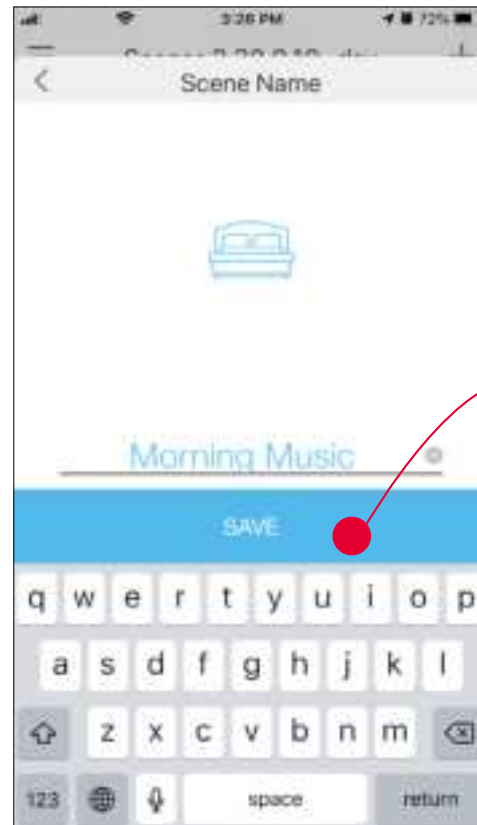 3:26 PM
72%
Scene Name
Morning Music
SAVE
q w e r t y u i o p
a s d f g h j k l
z x c v b n m
123 space return